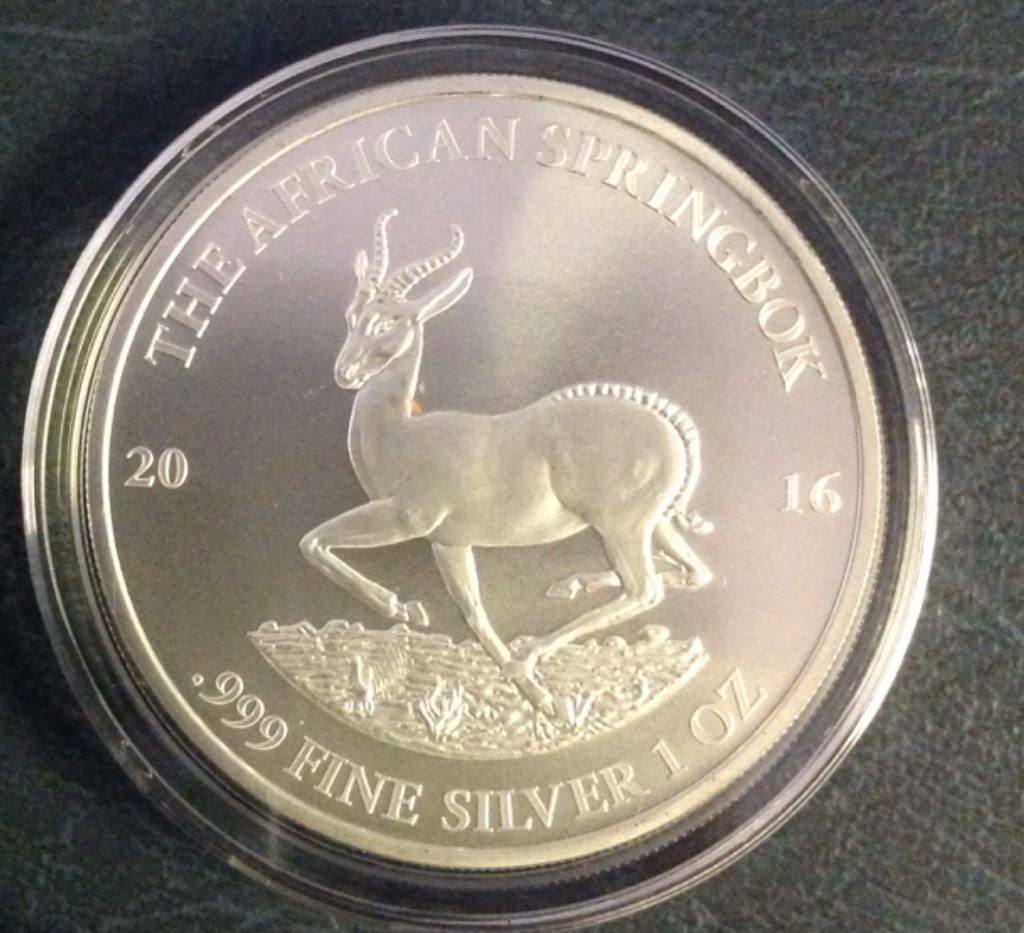 THE AFRICAN SPRINGBOK
20 16
.999 FINE SILVER 1 OZ